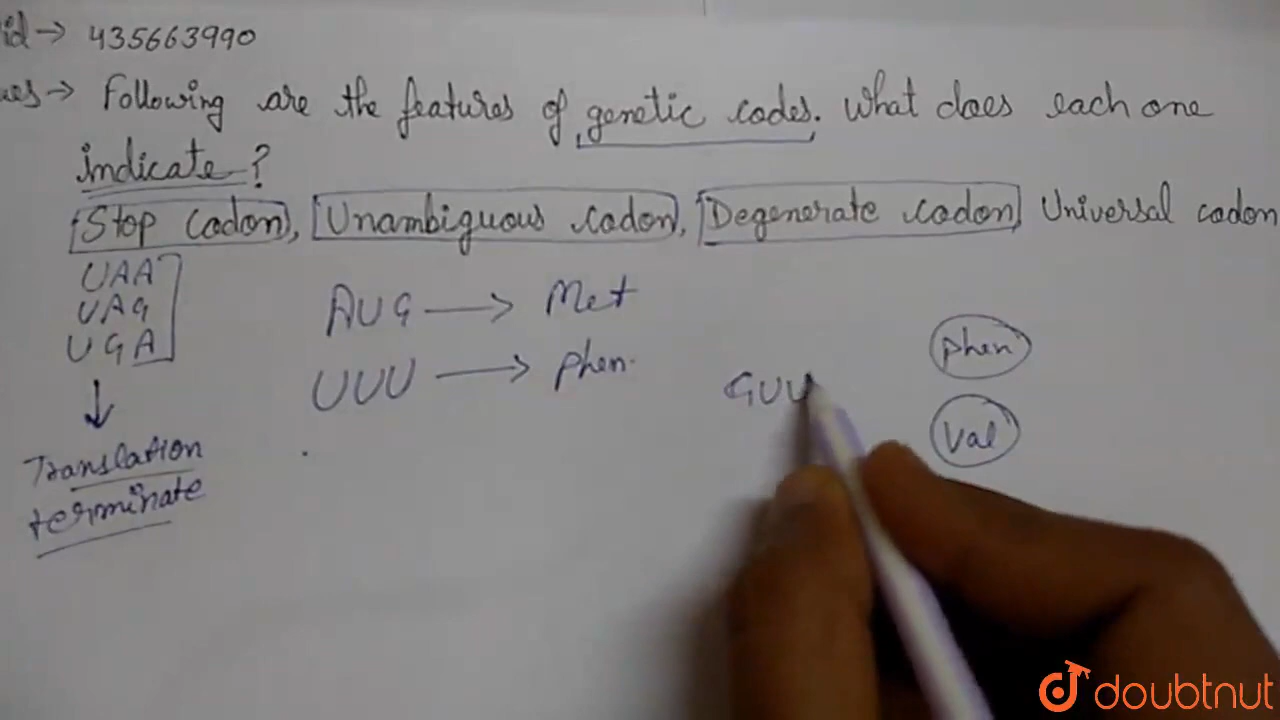 id → 435663990
ues → Following are the features of genetic codes. What does each one
indicate ?
Stop Codon, Unambiguous codon, Degenerate codon, Universal codon
UAA
UAG
UGA
AUG → Met
UUU → Phen.
GUU
Phen
Val
Translation
terminate
doubtnut